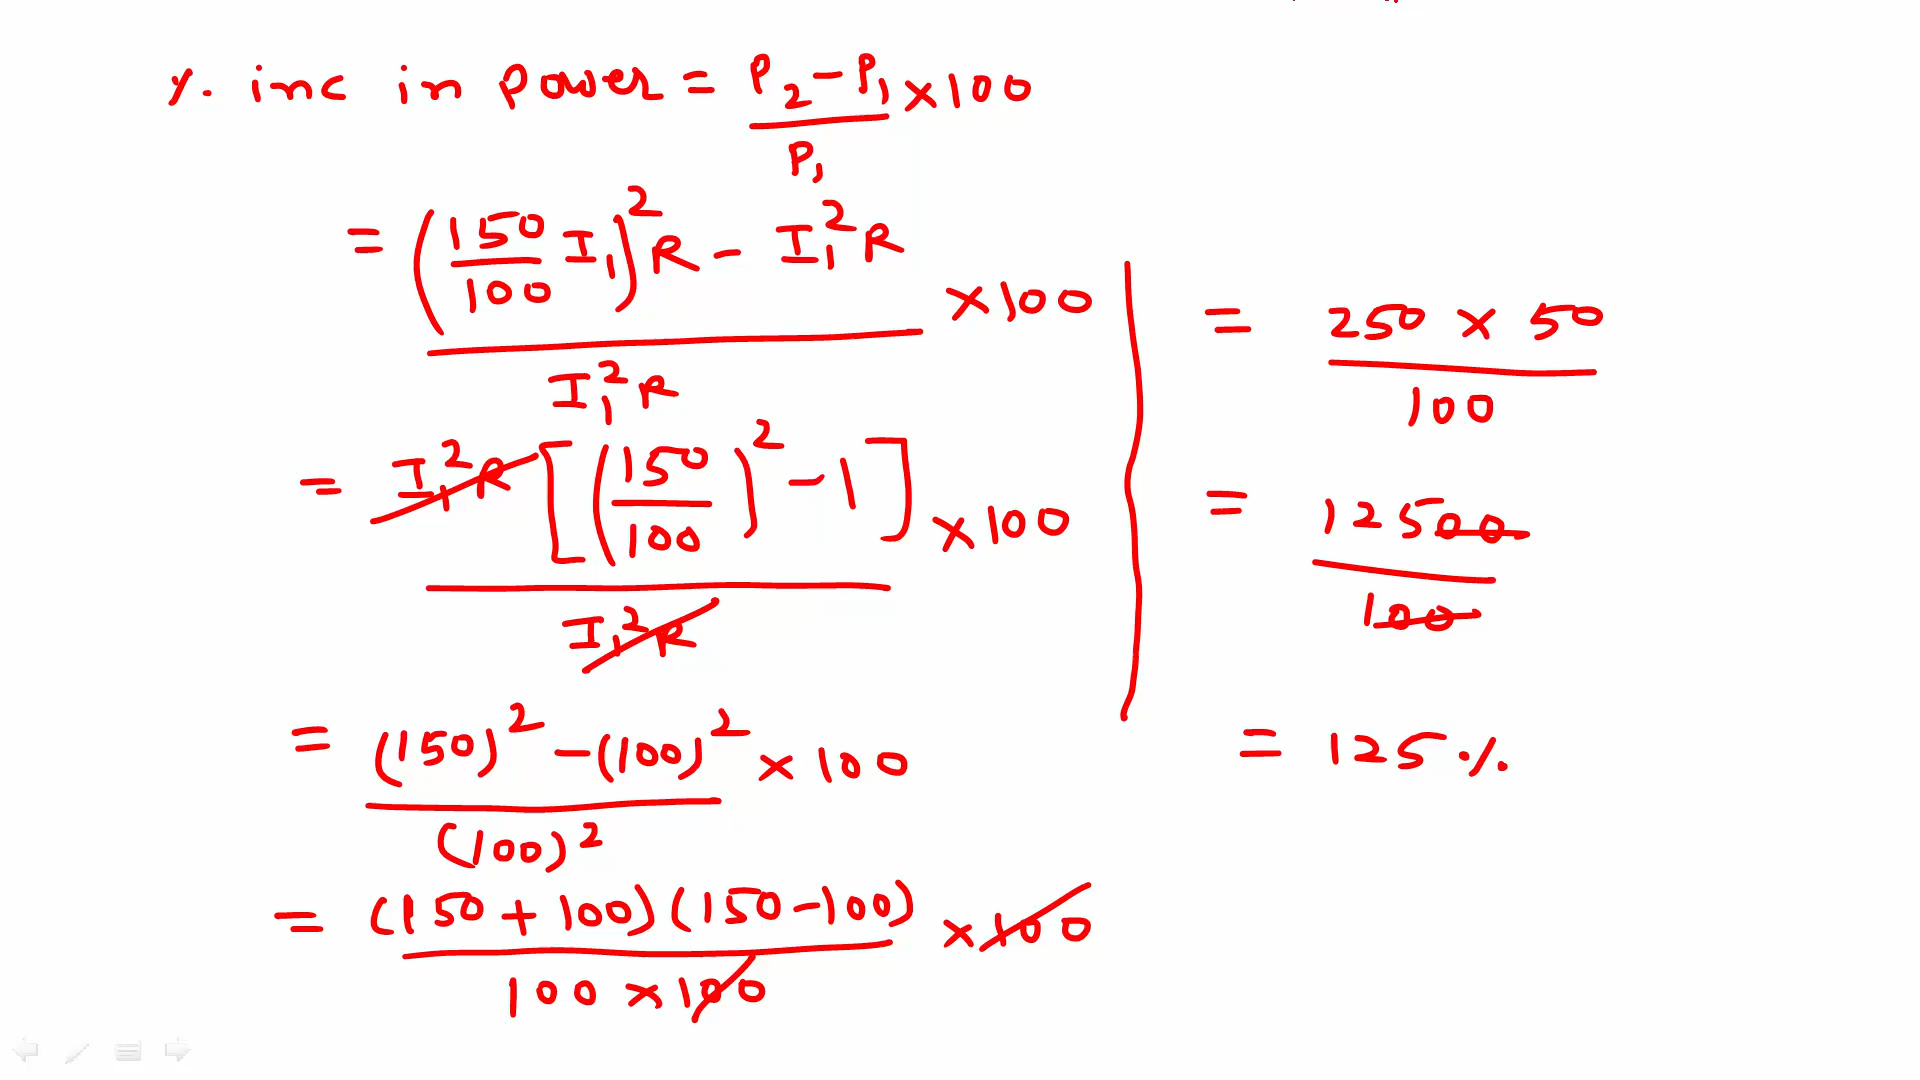 % inc in power = P₂ - P₁ / P₁ × 100
= (150/100 I₁)² R - I₁² R / I₁² R × 100
= I₁² R [(150/100)² - 1] / I₁² R × 100
= (150)² - (100)² / (100)² × 100
= (150 + 100) (150 - 100) / 100 × 100 × 100
= 250 × 50 / 100
= 12500 / 100
= 125 %